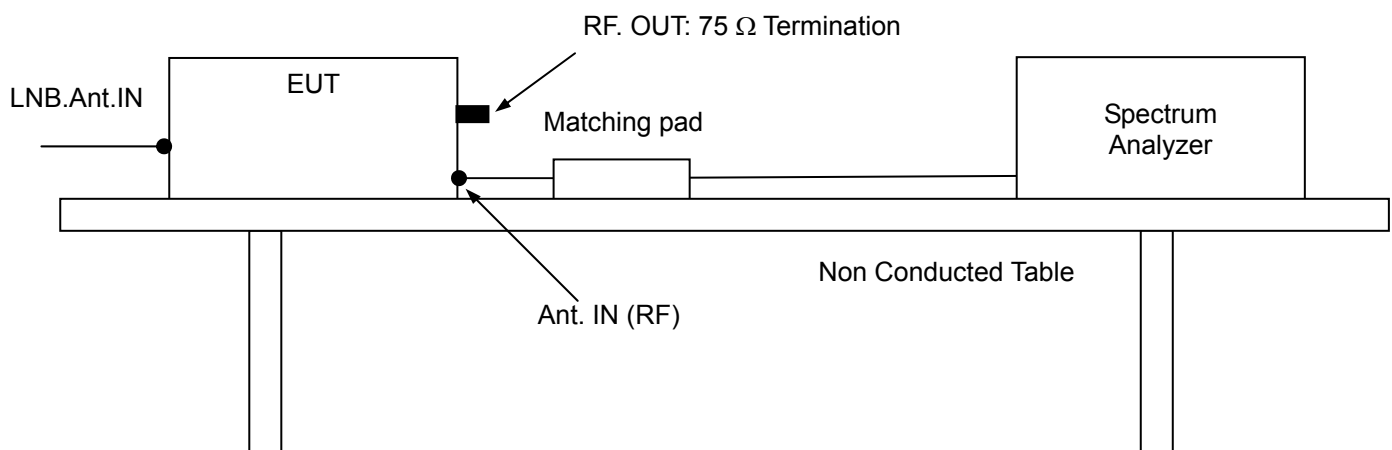 RF. OUT: 75 Ω Termination
EUT
LNB.Ant.IN
Matching pad
Spectrum
Analyzer
Non Conducted Table
Ant. IN (RF)